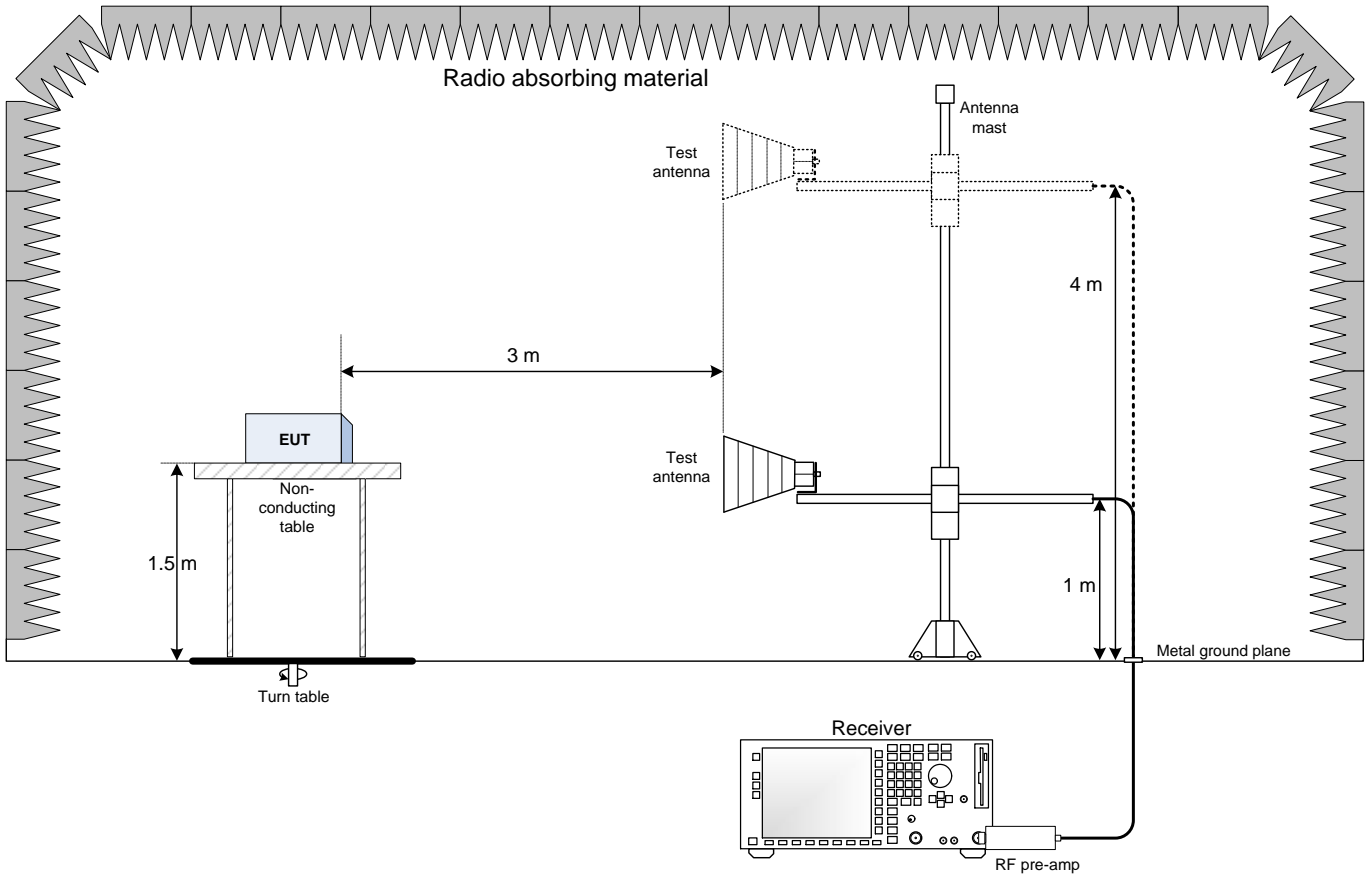 Radio absorbing material
Antenna
mast
Test
antenna
4 m
3 m
EUT
Test
antenna
Non-
conducting
table
1.5 m
1 m
Metal ground plane
Turn table
Receiver
RF pre-amp